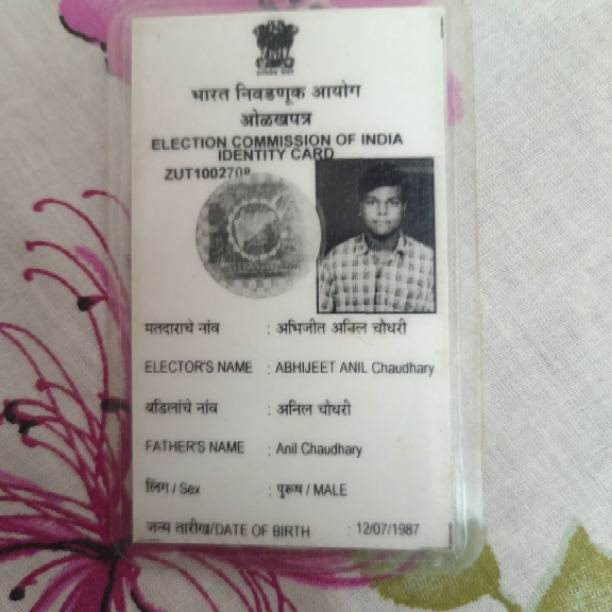 भारत निवडणूक आयोग
ओळखपत्र
ELECTION COMMISSION OF INDIA
IDENTITY CARD
ZUT1002708
मतदाराचे नांव : अभिजीत अनिल चौधरी
ELECTOR'S NAME : ABHIJEET ANIL Chaudhary
वडिलांचे नांव : अनिल चौधरी
FATHER'S NAME : Anil Chaudhary
लिंग / Sex : पुरूष / MALE
जन्म तारीख/DATE OF BIRTH : 12/07/1987